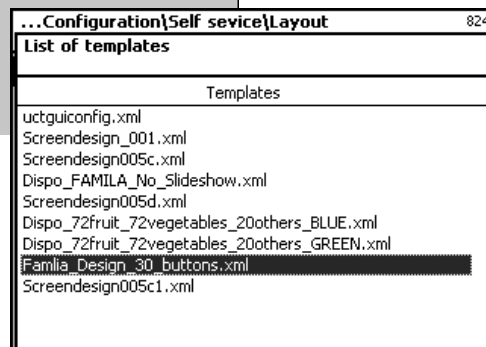 ...Configuration\Self sevice\Layout 824
List of templates
Templates
uctguiconfig.xml
Screendesign_001.xml
Screendesign005c.xml
Dispo_FAMILA_No_Slideshow.xml
Screendesign005d.xml
Dispo_72fruit_72vegetables_20others_BLUE.xml
Dispo_72fruit_72vegetables_20others_GREEN.xml
Famlia_Design_30_buttons.xml
Screendesign005c1.xml